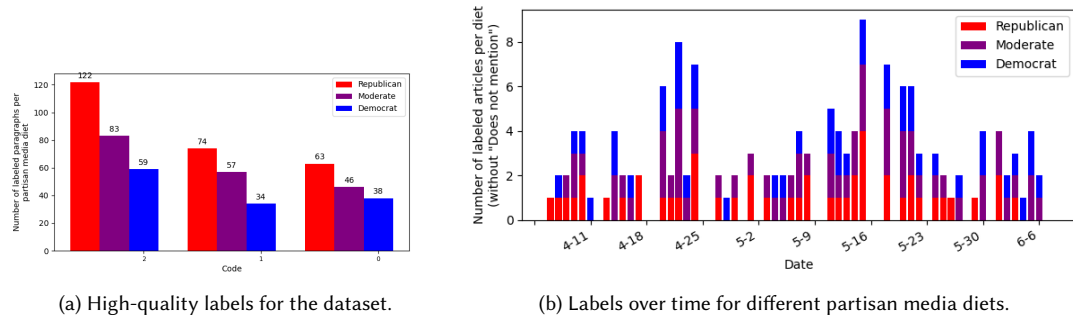 Number of labeled paragraphs per
partisan media diet
120
100
80
60
40
20
0
122
83
59
74
57
34
63
46
38
Republican
Moderate
Democrat
2
1
0
Code
(a) High-quality labels for the dataset.
Number of labeled articles per diet
(without "Does not mention")
8
6
4
2
0
Republican
Moderate
Democrat
4-11
4-18
4-25
5-2
5-9
5-16
5-23
5-30
6-6
Date
(b) Labels over time for different partisan media diets.